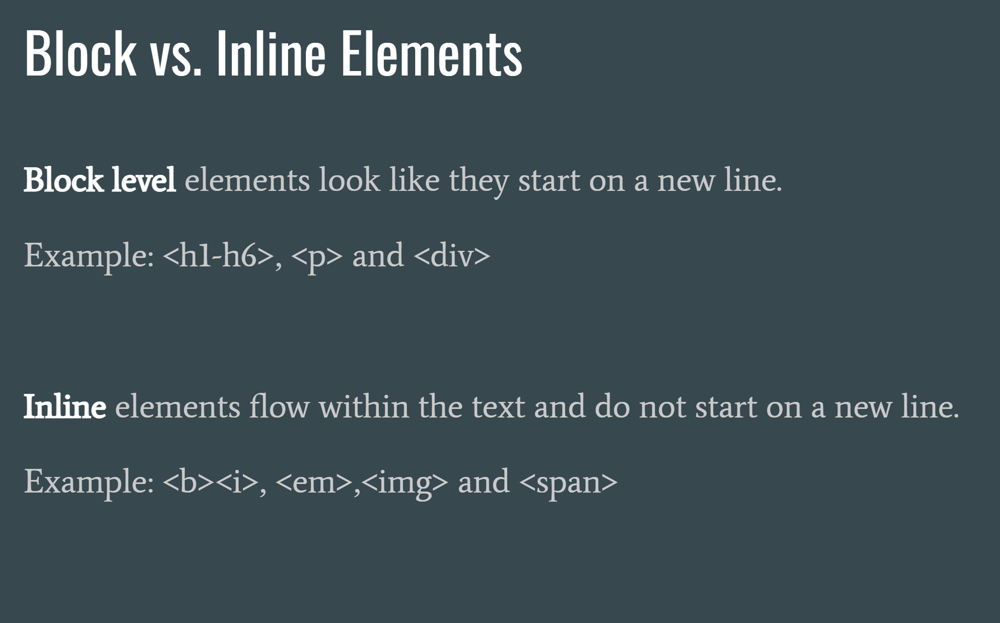 Block vs. Inline Elements
Block level elements look like they start on a new line.
Example: <h1-h6>, <p> and <div>
Inline elements flow within the text and do not start on a new line.
Example: <b><i>, <em>,<img> and <span>